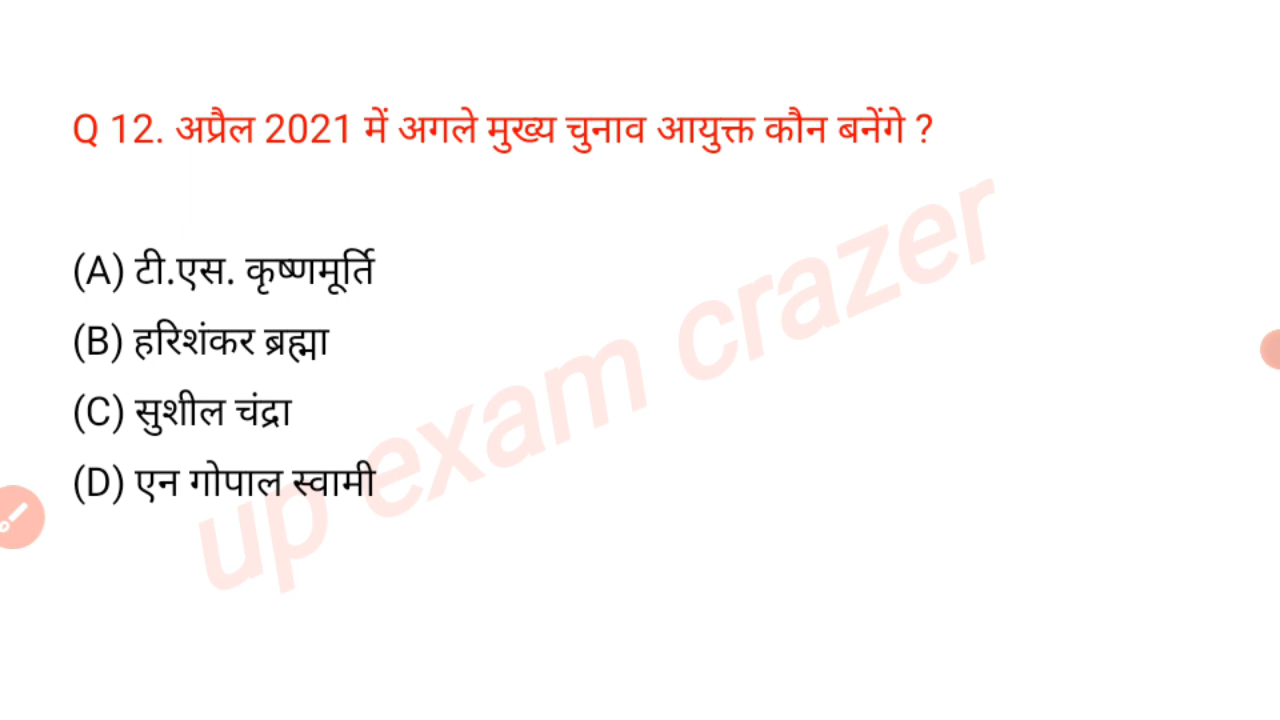 Q 12. अप्रैल 2021 में अगले मुख्य चुनाव आयुक्त कौन बनेंगे ?
(A) टी.एस. कृष्णमूर्ति
(B) हरिशंकर ब्रह्मा
(C) सुशील चंद्रा
(D) एन गोपाल स्वामी
up exam crazer